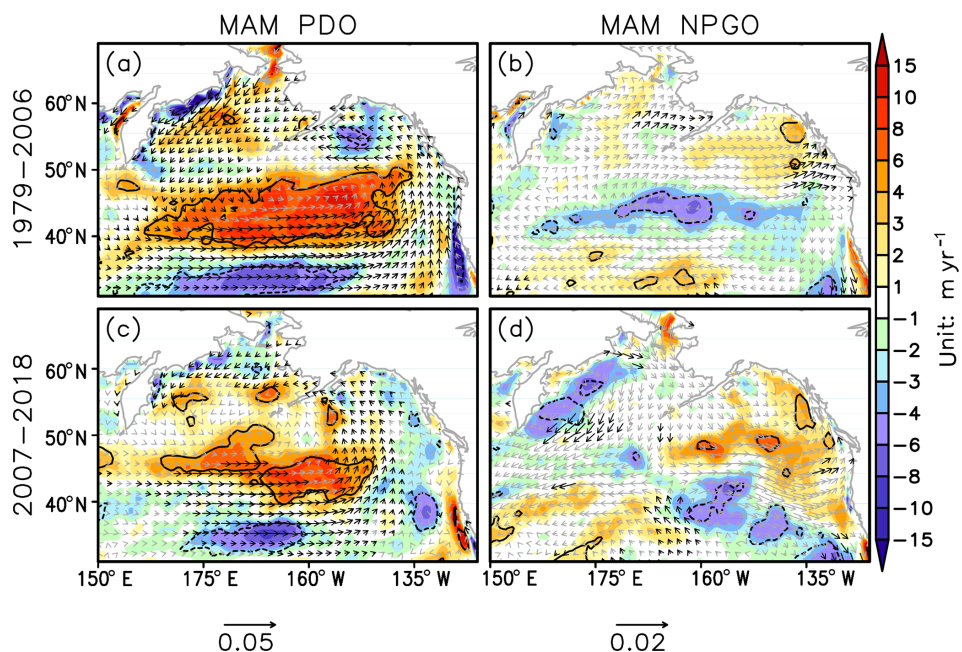 MAM PDO
MAM NPGO
1979−2006
2007−2018
(a)
(b)
(c)
(d)
60°N
50°N
40°N
60°N
50°N
40°N
150°E
175°E
160°W
135°W
150°E
175°E
160°W
135°W
0.05
0.02
15
10
8
6
4
3
2
1
−1
−2
−3
−4
−6
−8
−10
−15
Unit: m yr⁻¹